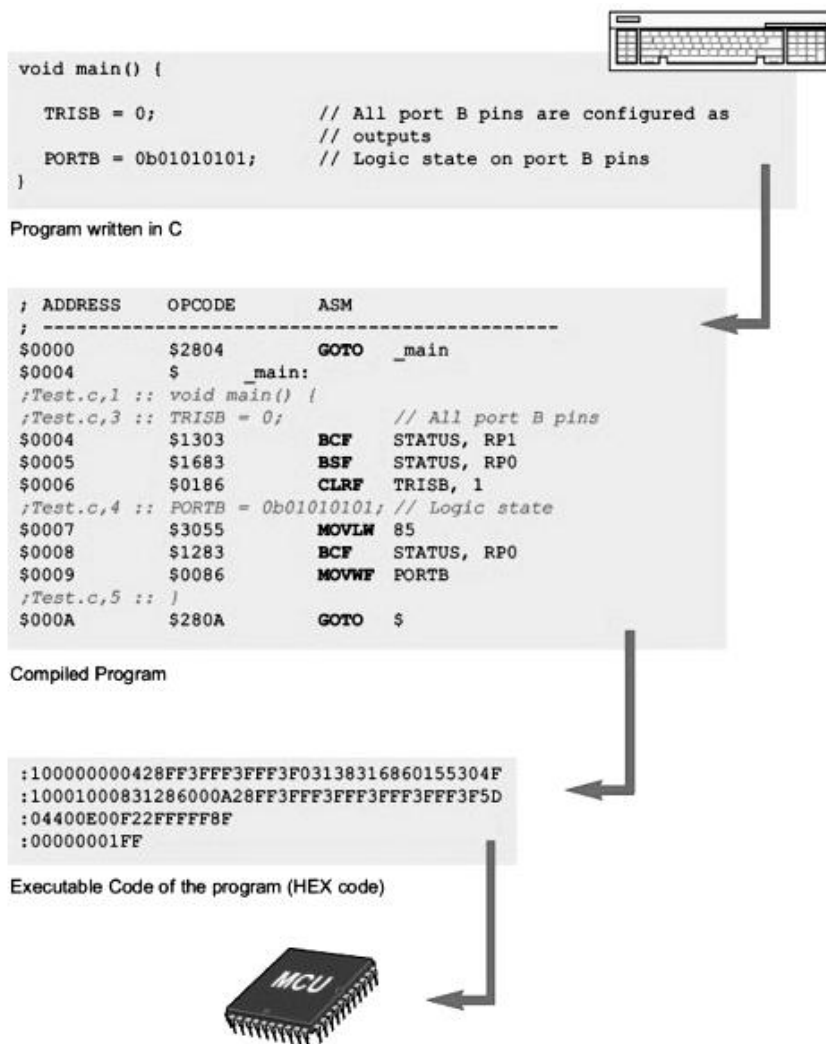 void main() {
TRISB = 0; // All port B pins are configured as
// outputs
PORTB = 0b01010101; // Logic state on port B pins
}
Program written in C
; ADDRESS OPCODE ASM
; ----------------------------------------------
$0000 $2804 GOTO _main
$0004 $ _main:
;Test.c,1 :: void main() {
;Test.c,3 :: TRISB = 0; // All port B pins
$0004 $1303 BCF STATUS, RP1
$0005 $1683 BSF STATUS, RP0
$0006 $0186 CLRF TRISB, 1
;Test.c,4 :: PORTB = 0b01010101; // Logic state
$0007 $3055 MOVLW 85
$0008 $1283 BCF STATUS, RP0
$0009 $0086 MOVWF PORTB
;Test.c,5 :: }
$000A $280A GOTO $
Compiled Program
:100000000428FF3FFF3FFF3F03138316860155304F
:10001000831286000A28FF3FFF3FFF3FFF3FFF3F5D
:04400E00F22FFFFF8F
:00000001FF
Executable Code of the program (HEX code)
MCU